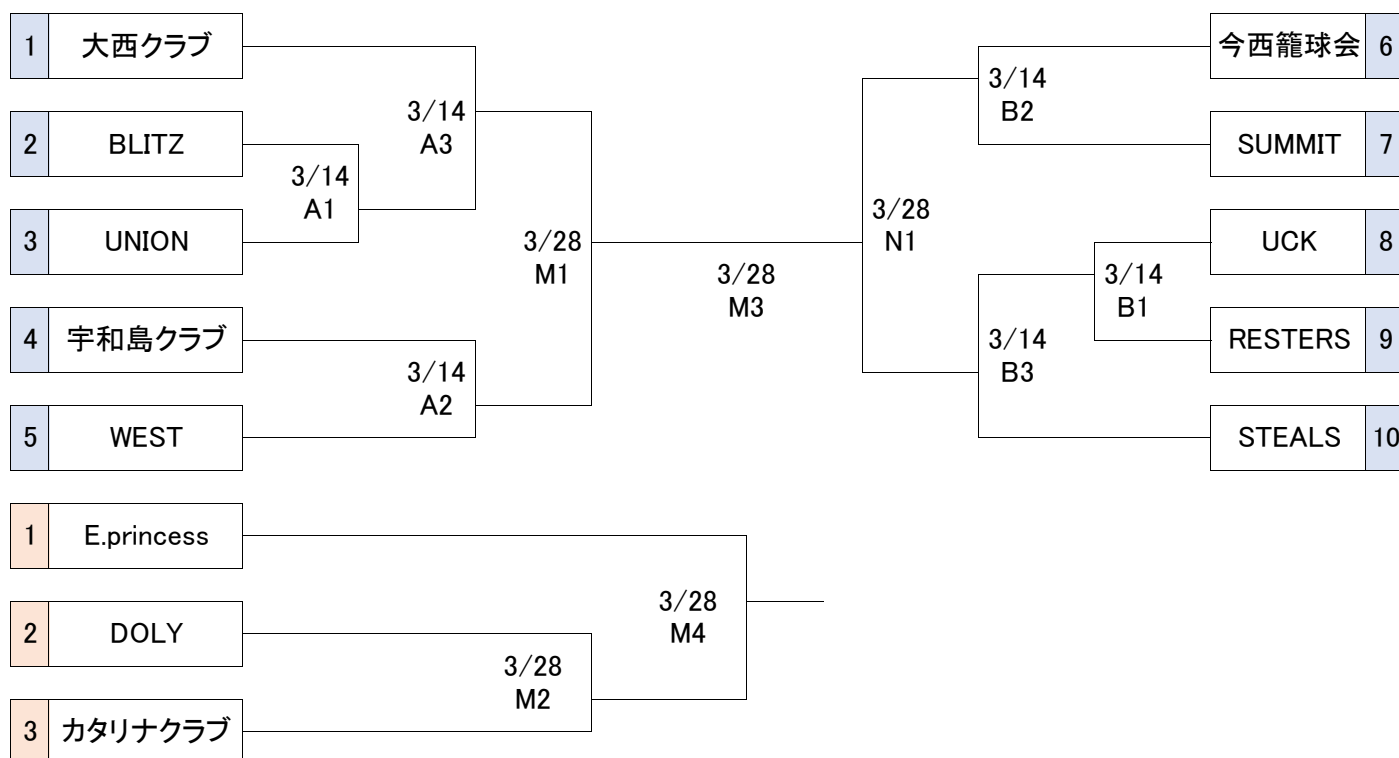 1 大西クラブ
2 BLITZ
3 UNION
4 宇和島クラブ
5 WEST
3/14
A3
3/14
A1
3/14
A2
3/28
M1
3/28
M3
3/28
N1
3/14
B2
3/14
B1
3/14
B3
今西籠球会 6
SUMMIT 7
UCK 8
RESTERS 9
STEALS 10
1 E.princess
2 DOLY
3 カタリナクラブ
3/28
M2
3/28
M4